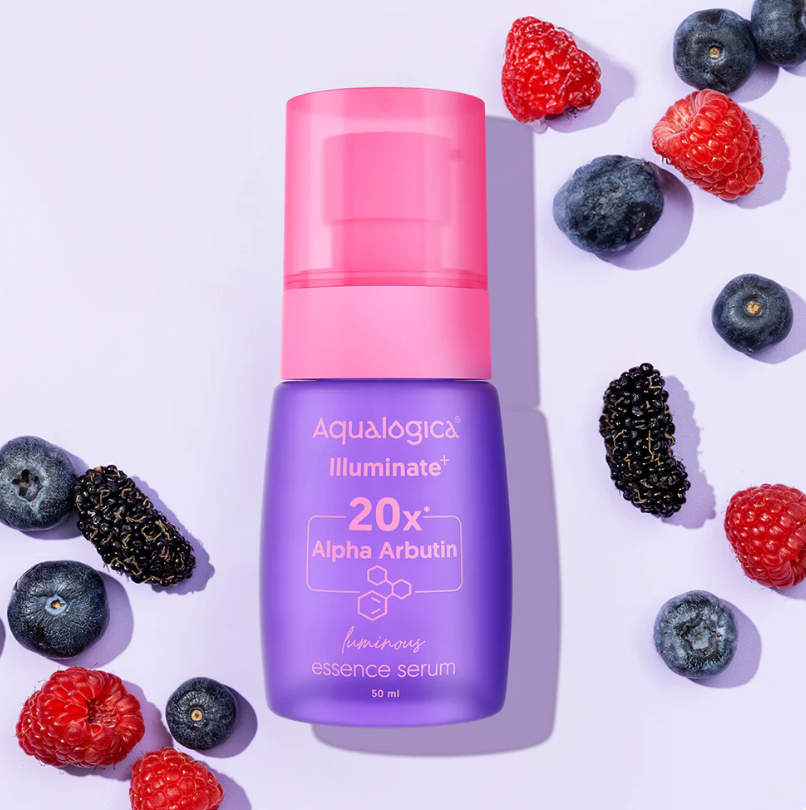 Aqualogica®
Illuminate+
20x*
Alpha Arbutin
luminous
essence serum
50 ml